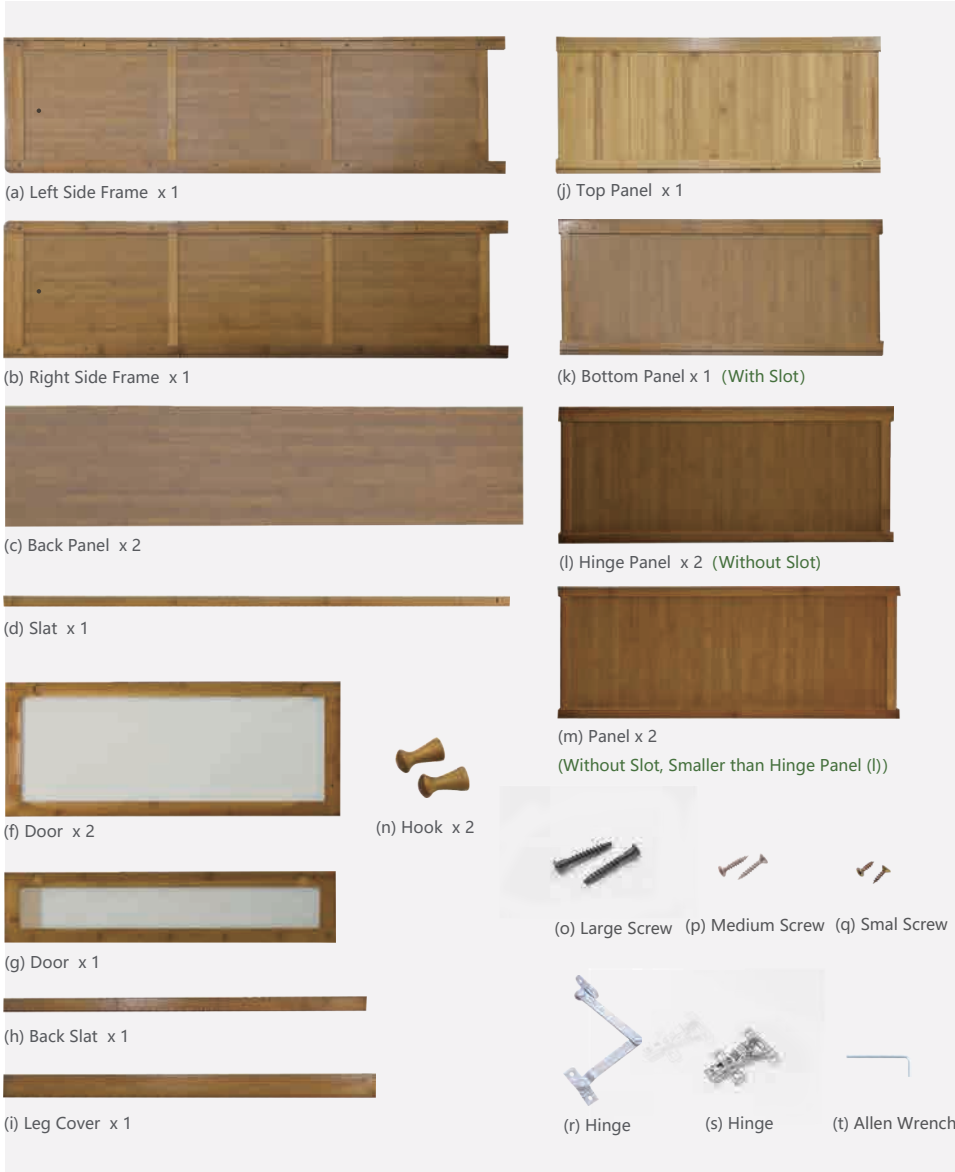 (a) Left Side Frame x 1
(b) Right Side Frame x 1
(c) Back Panel x 2
(d) Slat x 1
(f) Door x 2
(g) Door x 1
(h) Back Slat x 1
(i) Leg Cover x 1
(n) Hook x 2
(j) Top Panel x 1
(k) Bottom Panel x 1 (With Slot)
(l) Hinge Panel x 2 (Without Slot)
(m) Panel x 2
(Without Slot, Smaller than Hinge Panel (l))
(o) Large Screw
(p) Medium Screw
(q) Smal Screw
(r) Hinge
(s) Hinge
(t) Allen Wrench